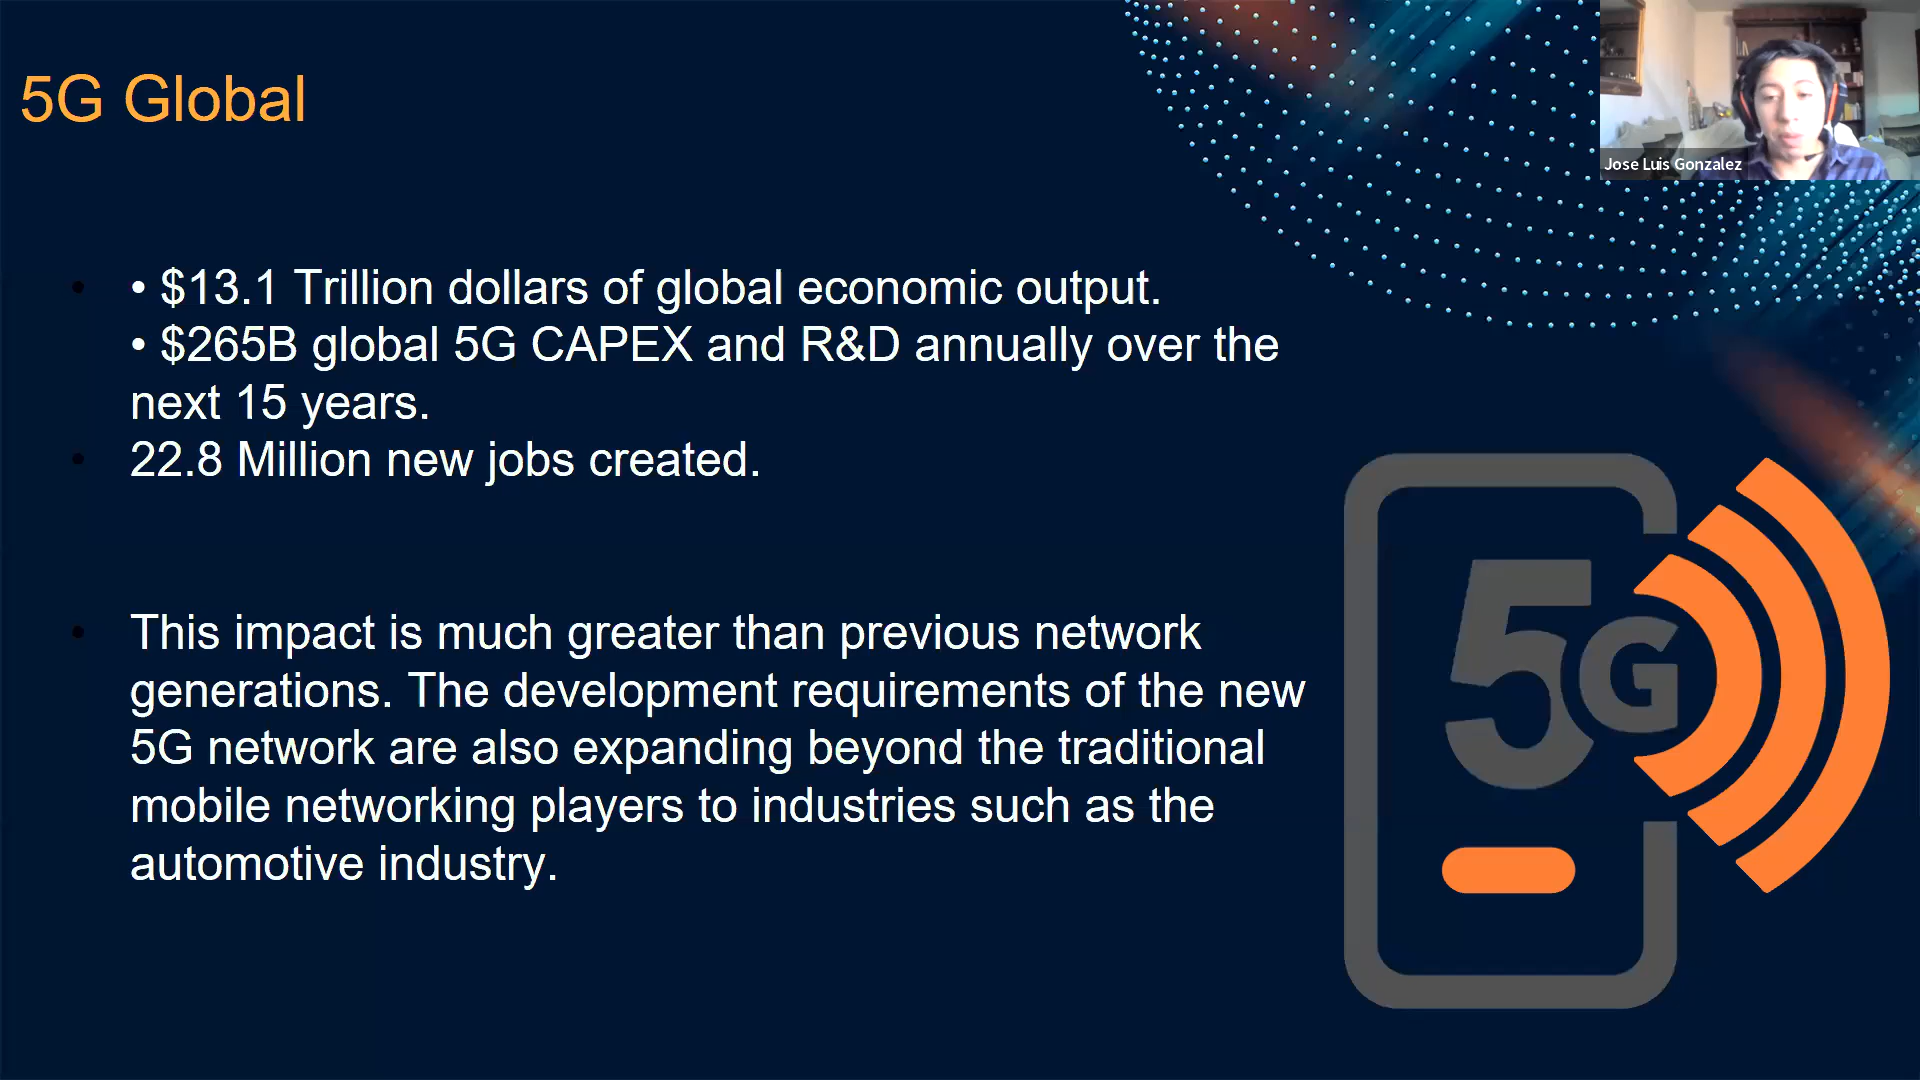 5G Global
Jose Luis Gonzalez
• • $13.1 Trillion dollars of global economic output.
• $265B global 5G CAPEX and R&D annually over the
next 15 years.
• 22.8 Million new jobs created.
• This impact is much greater than previous network
generations. The development requirements of the new
5G network are also expanding beyond the traditional
mobile networking players to industries such as the
automotive industry.
5G